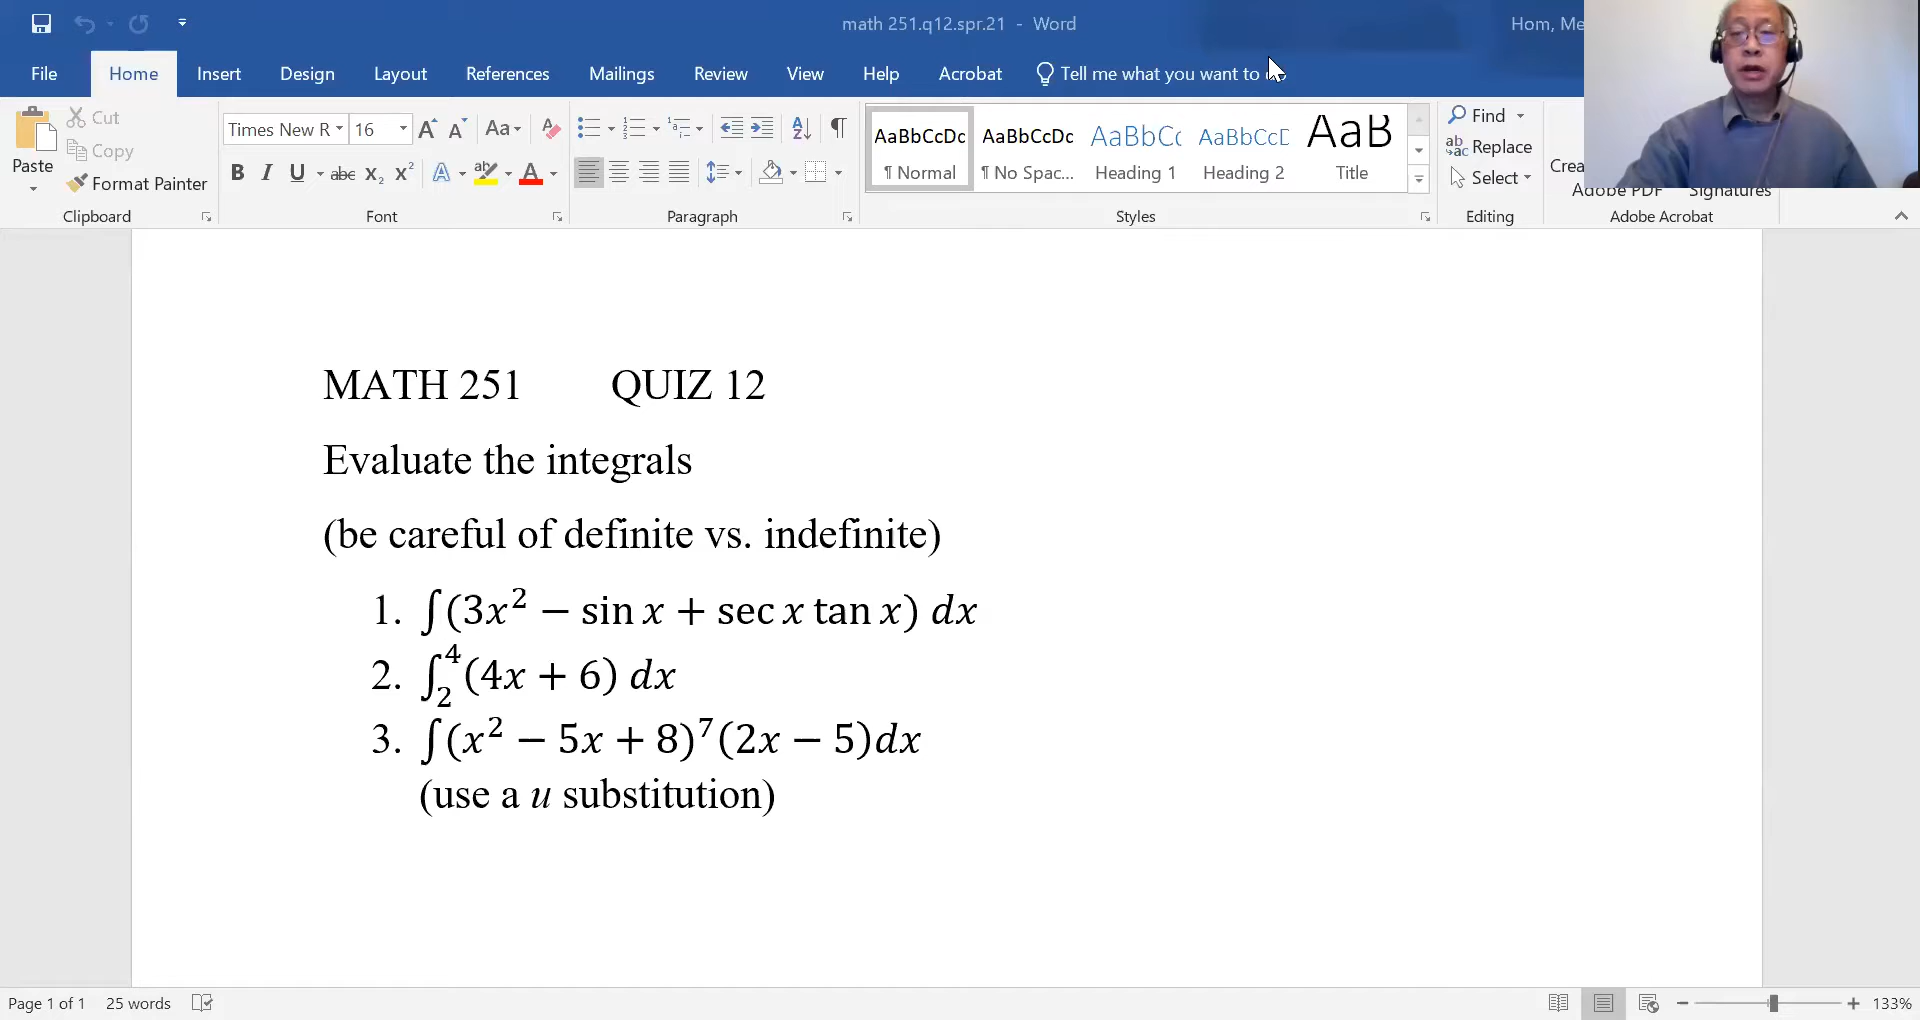 math 251.q12.spr.21 - Word
Hom, Me
File Home Insert Design Layout References Mailings Review View Help Acrobat Tell me what you want to
Paste
Cut
Copy
Format Painter
Clipboard
Times New R 16
Aa
B I U abc x₂ x² A ab A
Font
Paragraph
AaBbCcDc AaBbCcDc AaBbCc AaBbCcD AaB
¶ Normal ¶ No Spac... Heading 1 Heading 2 Title
Styles
Find
Replace
Select
Editing
Crea
Adobe PDF Signatures
Adobe Acrobat
MATH 251 QUIZ 12
Evaluate the integrals
(be careful of definite vs. indefinite)
1. ∫(3x² − sin x + sec x tan x) dx
2. ∫₂⁴(4x + 6) dx
3. ∫(x² − 5x + 8)⁷(2x − 5)dx
(use a u substitution)
Page 1 of 1 25 words
133%